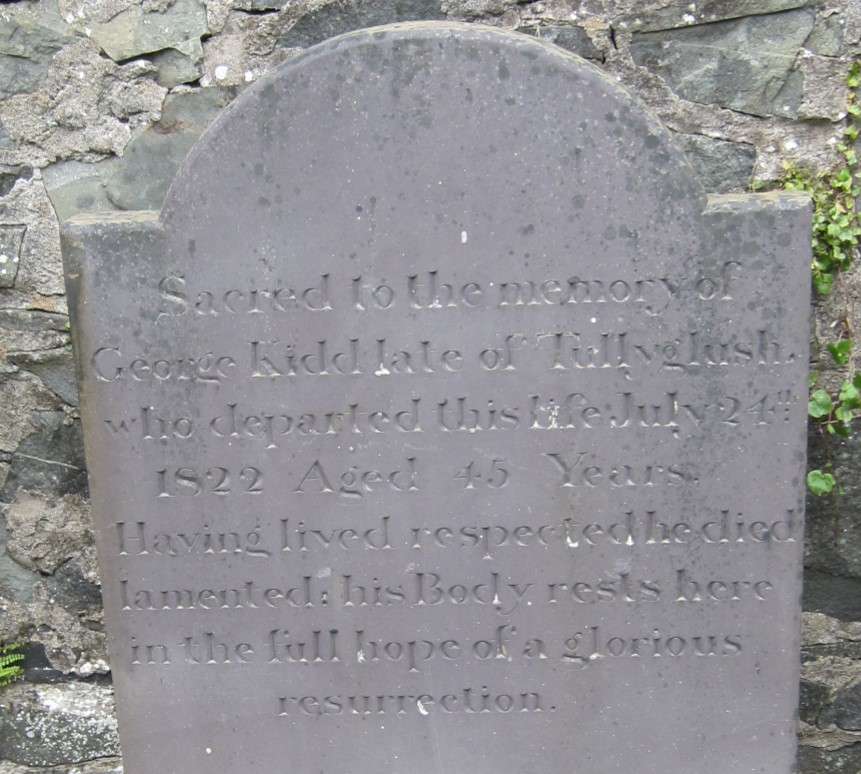 Sacred to the memory of
George Kidd late of Tullyglush.
who departed this life July 24th
1822 Aged 45 Years.
Having lived respected he died
lamented: his Body rests here
in the full hope of a glorious
resurrection.